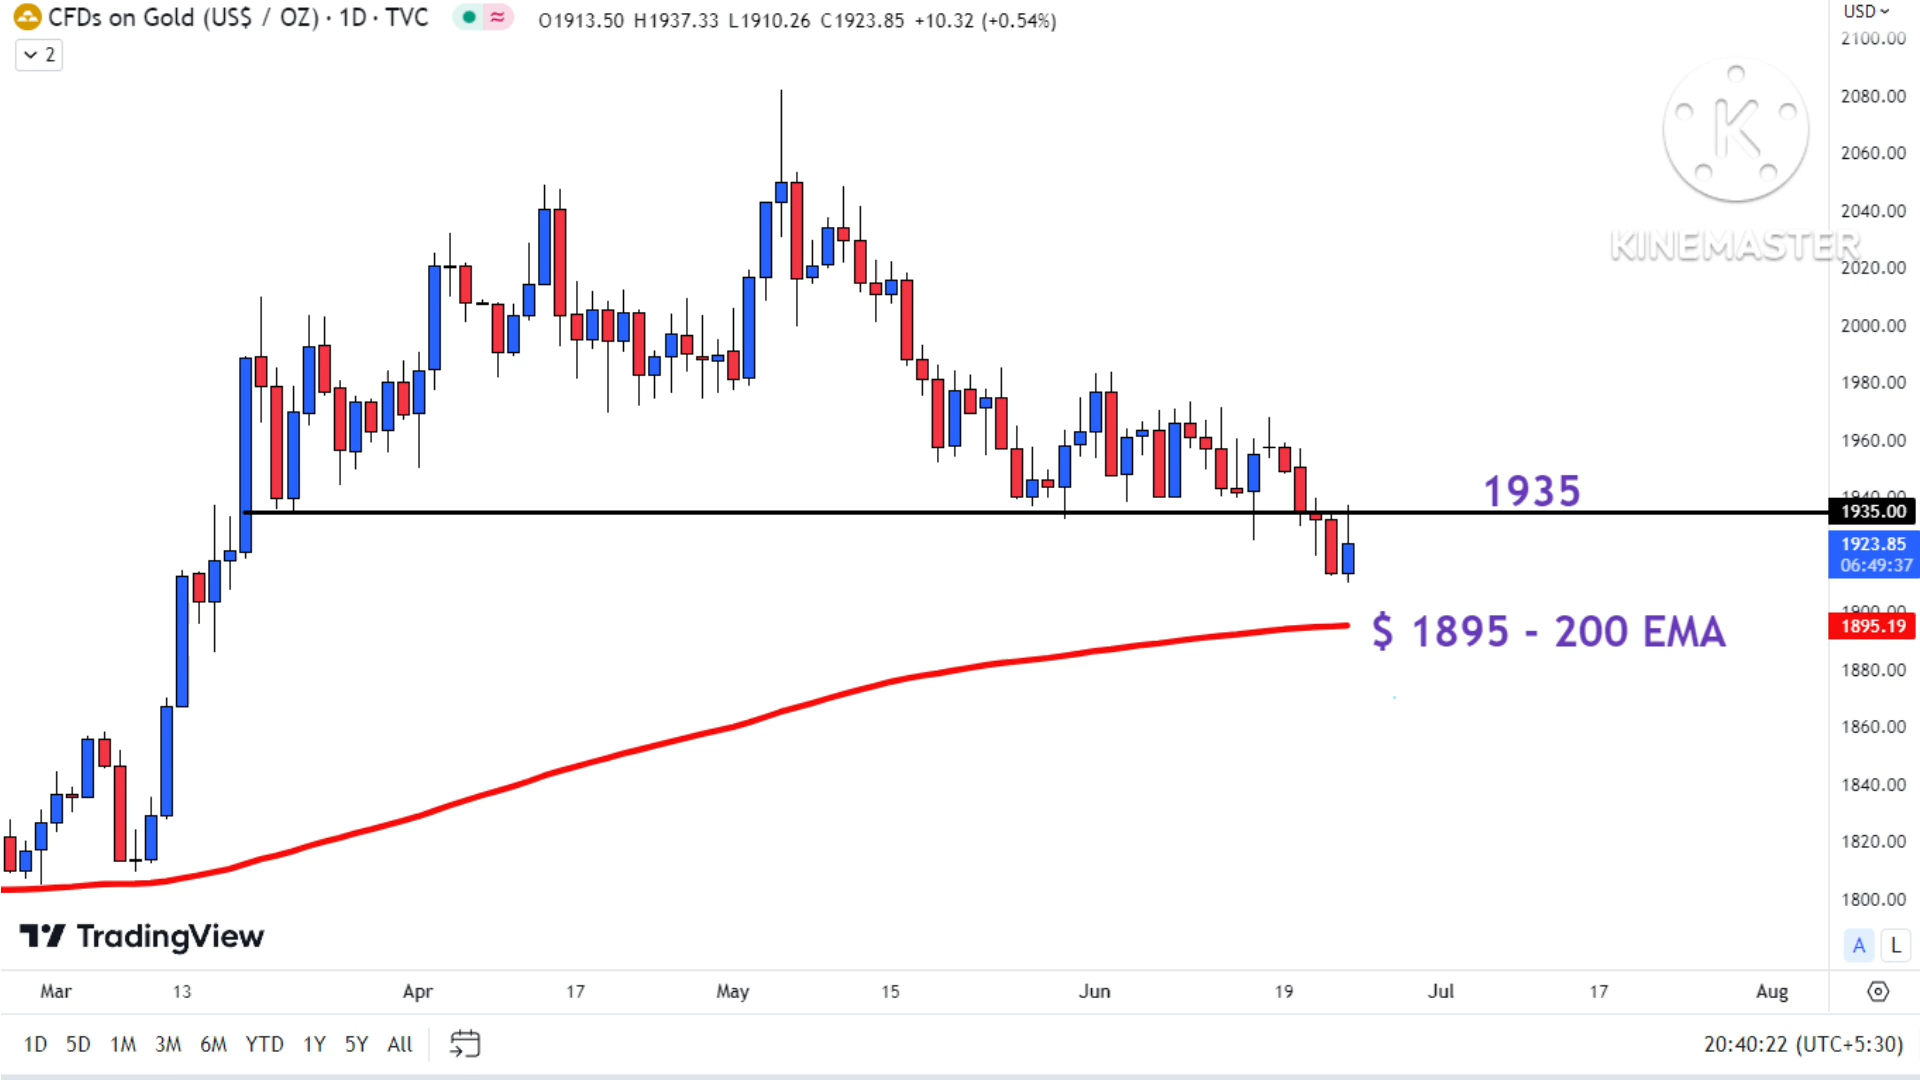 CFDs on Gold (US$ / OZ) · 1D · TVC
O1913.50 H1937.33 L1910.26 C1923.85 +10.32 (+0.54%)
USD
2
2100.00
2080.00
2060.00
KINEMASTER
2040.00
2020.00
2000.00
1980.00
1960.00
1940.00
1935
1935.00
1923.85
06:49:37
1900.00
$ 1895 - 200 EMA
1895.19
1880.00
1860.00
1840.00
1820.00
1800.00
TradingView
A L
Mar 13 Apr 17 May 15 Jun 19 Jul 17 Aug
1D 5D 1M 3M 6M YTD 1Y 5Y All
20:40:22 (UTC+5:30)